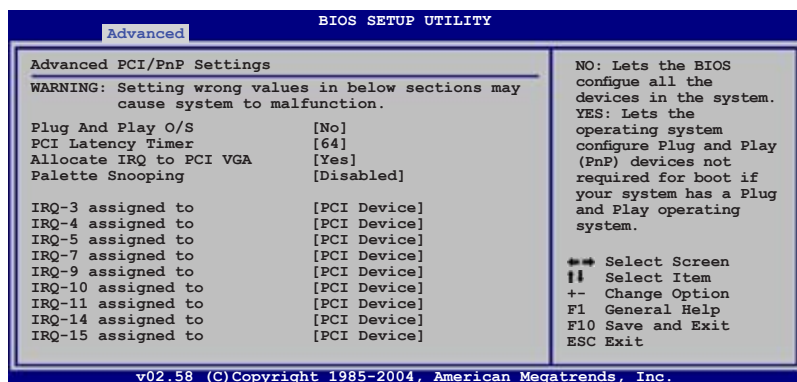 BIOS SETUP UTILITY
Advanced
Advanced PCI/PnP Settings
WARNING: Setting wrong values in below sections may
cause system to malfunction.
Plug And Play O/S [No]
PCI Latency Timer [64]
Allocate IRQ to PCI VGA [Yes]
Palette Snooping [Disabled]
IRQ-3 assigned to [PCI Device]
IRQ-4 assigned to [PCI Device]
IRQ-5 assigned to [PCI Device]
IRQ-7 assigned to [PCI Device]
IRQ-9 assigned to [PCI Device]
IRQ-10 assigned to [PCI Device]
IRQ-11 assigned to [PCI Device]
IRQ-14 assigned to [PCI Device]
IRQ-15 assigned to [PCI Device]
NO: Lets the BIOS
configue all the
devices in the system.
YES: Lets the
operating system
configure Plug and Play
(PnP) devices not
required for boot if
your system has a Plug
and Play operating
system.
Select Screen
Select Item
+- Change Option
F1 General Help
F10 Save and Exit
ESC Exit
v02.58 (C)Copyright 1985-2004, American Megatrends, Inc.